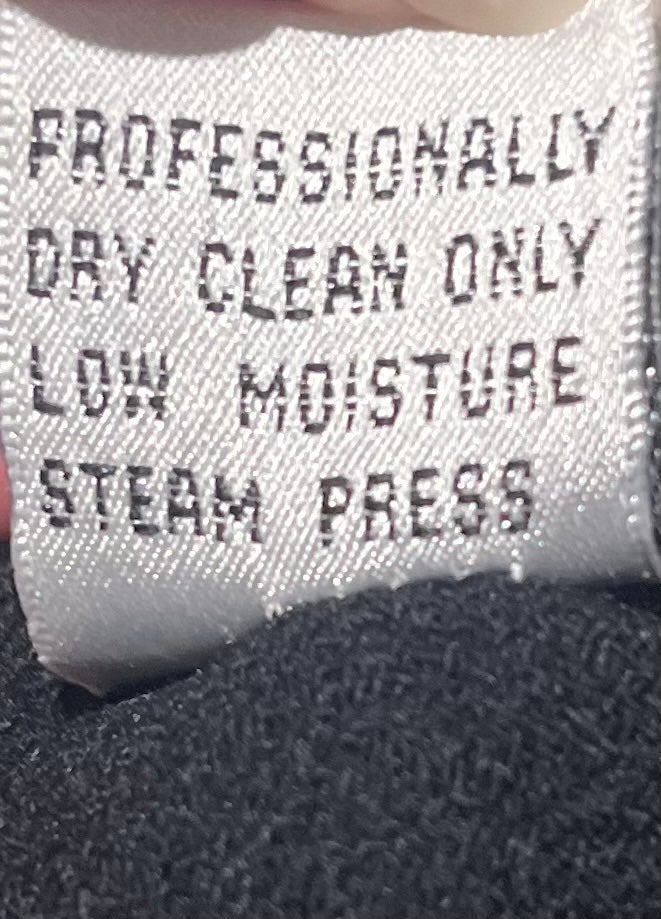 PROFESSIONALLY
DRY CLEAN ONLY
LOW MOISTURE
STEAM PRESS